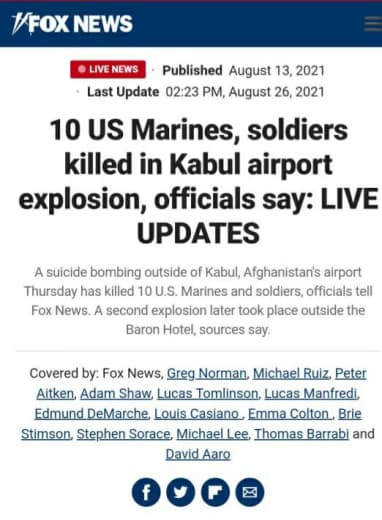 FOX NEWS
LIVE NEWS · Published August 13, 2021
· Last Update 02:23 PM, August 26, 2021
10 US Marines, soldiers
killed in Kabul airport
explosion, officials say: LIVE
UPDATES
A suicide bombing outside of Kabul, Afghanistan's airport
Thursday has killed 10 U.S. Marines and soldiers, officials tell
Fox News. A second explosion later took place outside the
Baron Hotel, sources say.
Covered by: Fox News, Greg Norman, Michael Ruiz, Peter
Aitken, Adam Shaw, Lucas Tomlinson, Lucas Manfredi,
Edmund DeMarche, Louis Casiano , Emma Colton , Brie
Stimson, Stephen Sorace, Michael Lee, Thomas Barrabi and
David Aaro